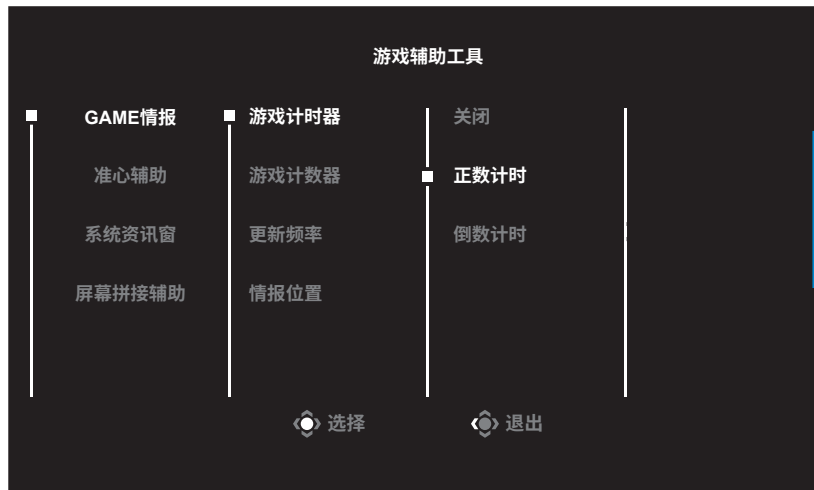 游戏辅助工具
GAME情报 游戏计时器 关闭
准心辅助 游戏计数器 正数计时
系统资讯窗 更新频率 倒数计时
屏幕拼接辅助 情报位置
选择 退出